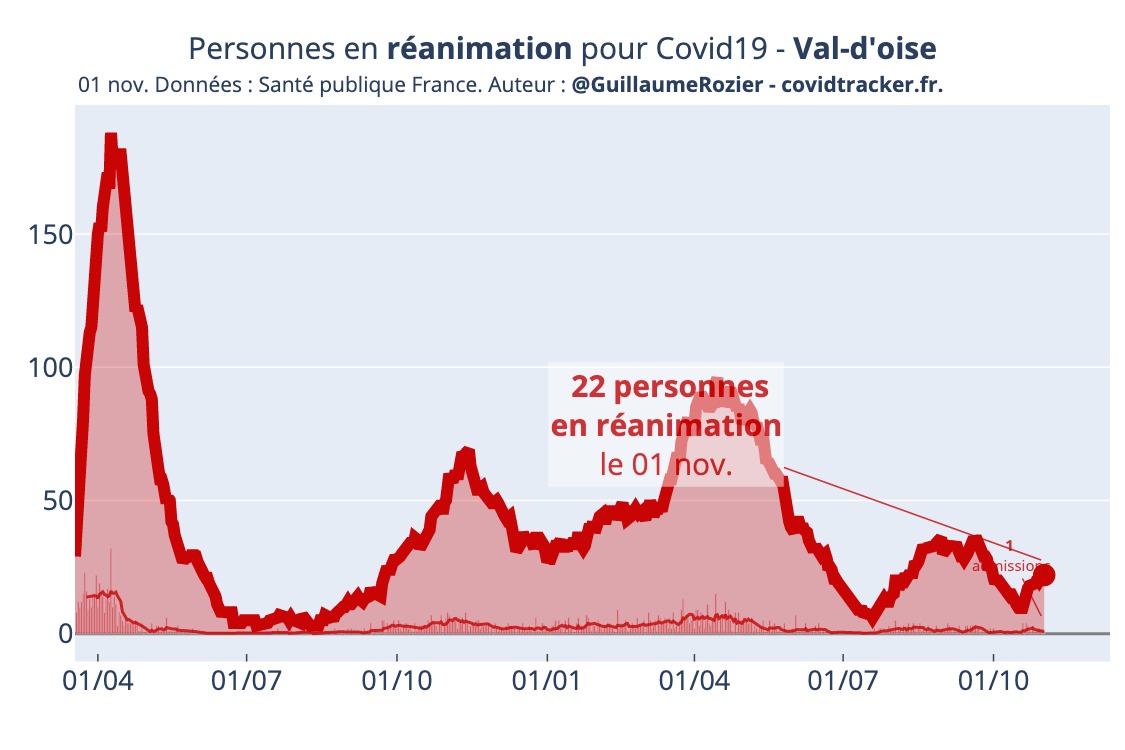 Personnes en réanimation pour Covid19 - Val-d'oise
01 nov. Données : Santé publique France. Auteur : @GuillaumeRozier - covidtracker.fr.
150
100
50
0
22 personnes
en réanimation
le 01 nov.
1
admissions
01/04 01/07 01/10 01/01 01/04 01/07 01/10